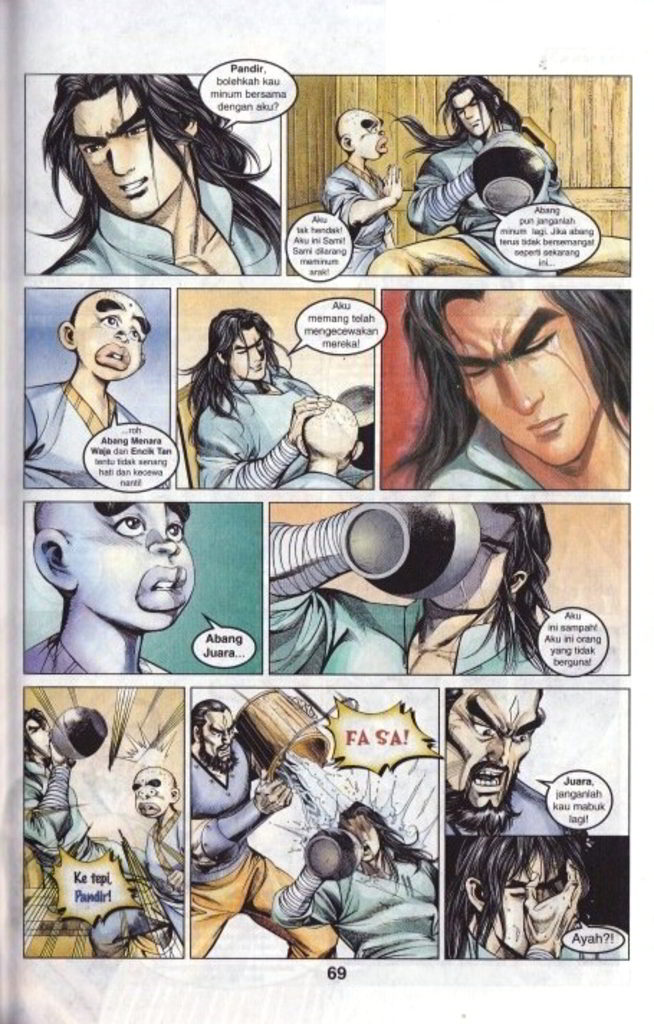 Pandir,
bolehkah kau
minum bersama
dengan aku?
Aku
tak hendak!
Aku ini Sami!
Sami dilarang
meminum
arak!
Abang
pun janganlah
minum lagi. Jika abang
terus tidak bersemangat
seperti sekarang
ini...
...roh
Abang Menara
Waja dan Encik Tan
tentu tidak senang
hati dan kecewa
nanti!
Aku
memang telah
mengecewakan
mereka!
Abang
Juara...
Aku
ini sampah!
Aku ini orang
yang tidak
berguna!
Ke tepi,
Pandir!
FASA!
Juara,
janganlah
kau mabuk
lagi!
Ayah?!
69